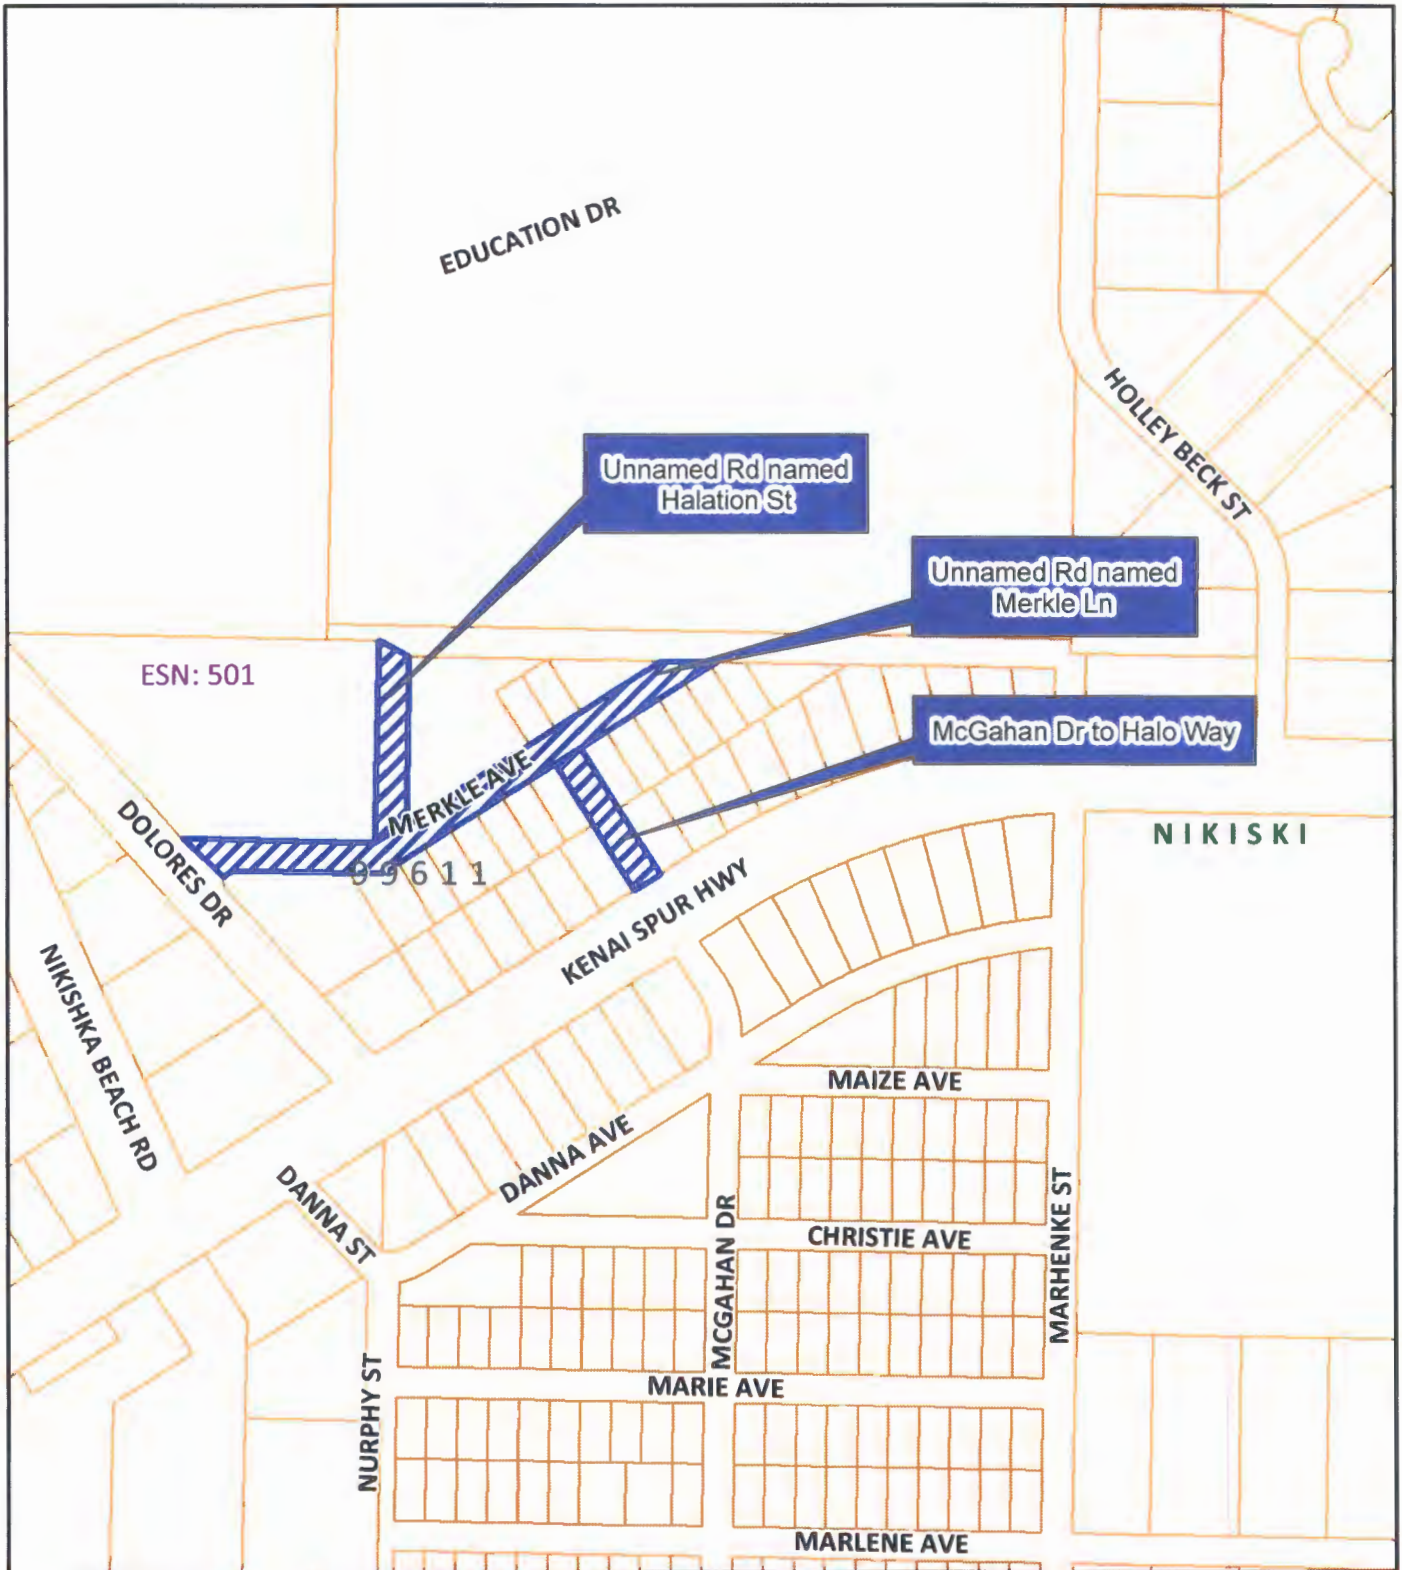 EDUCATION DR
HOLLEY BECK ST
Unnamed Rd named
Halation St
Unnamed Rd named
Merkle Ln
ESN: 501
McGahan Dr to Halo Way
MERKLE AVE
DOLORES DR
99611
NIKISKI
KENAI SPUR HWY
NIKISHKA BEACH RD
MAIZE AVE
DANNA AVE
DANNA ST
MCGAHAN DR
CHRISTIE AVE
MARHENKE ST
MARIE AVE
NURPHY ST
MARLENE AVE